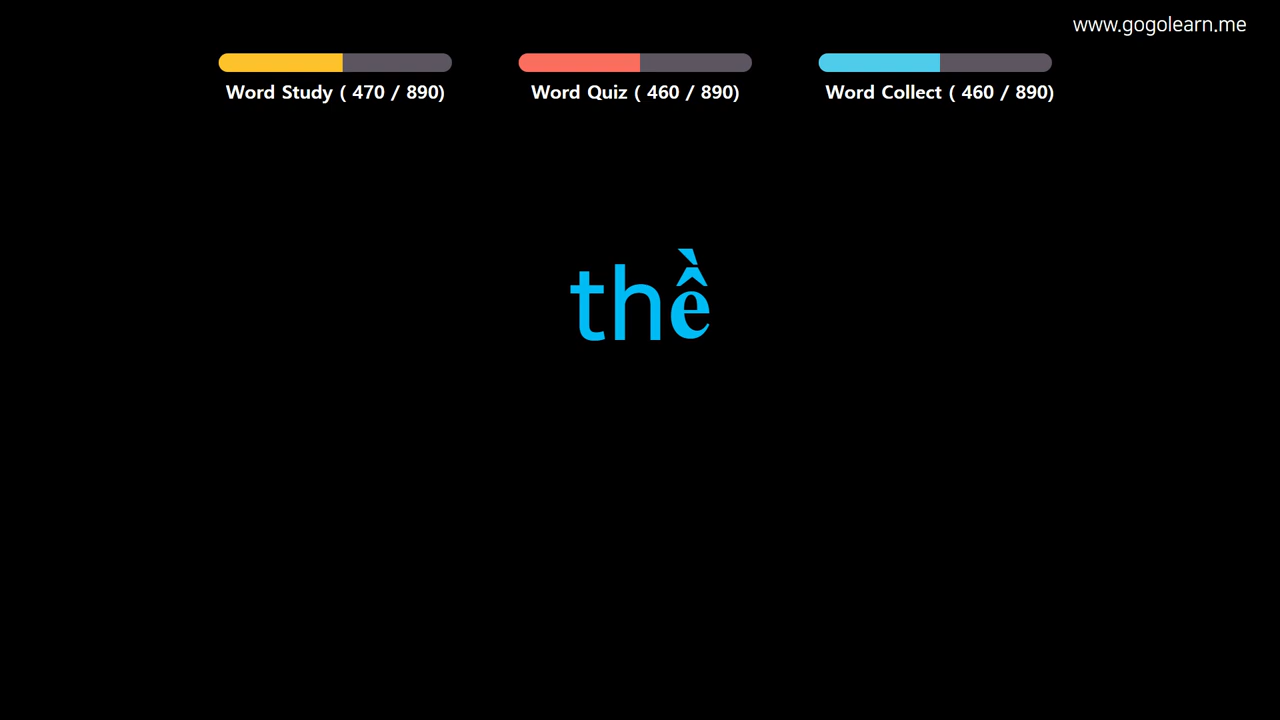 www.gogolearn.me
Word Study ( 470 / 890)
Word Quiz ( 460 / 890)
Word Collect ( 460 / 890)
thề